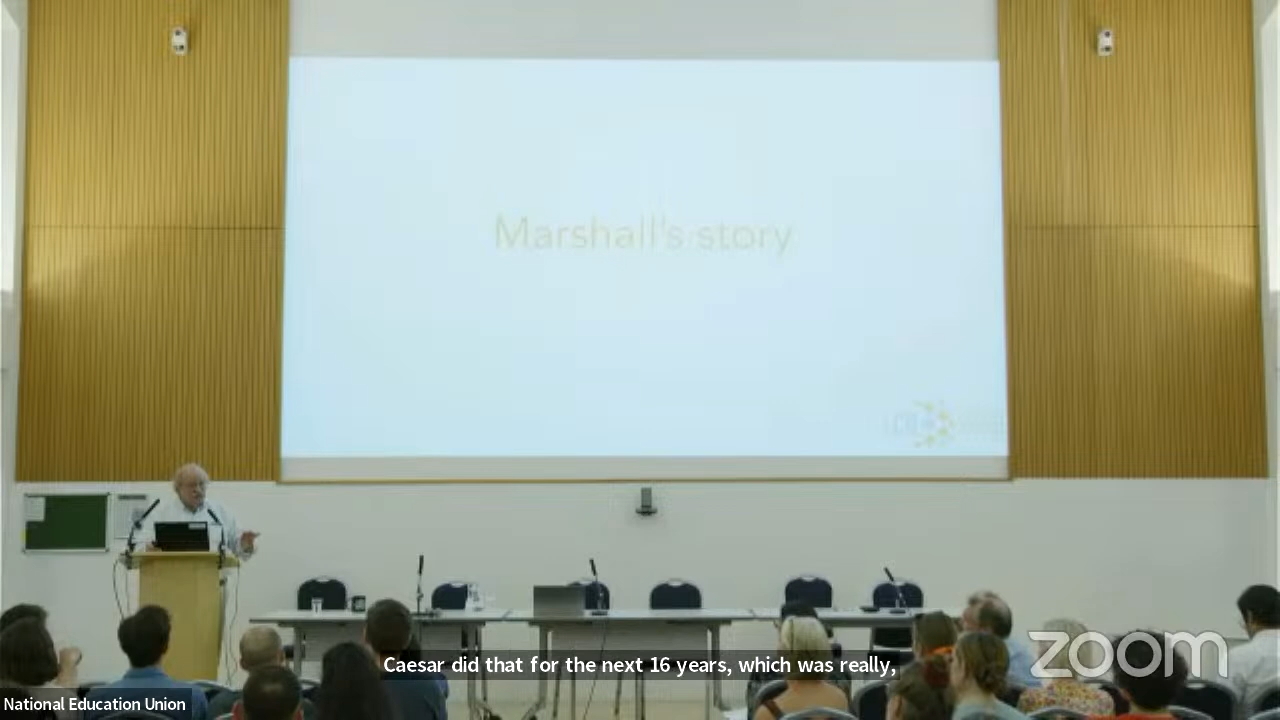 Marshall's story
Caesar did that for the next 16 years, which was really,
zoom
National Education Union